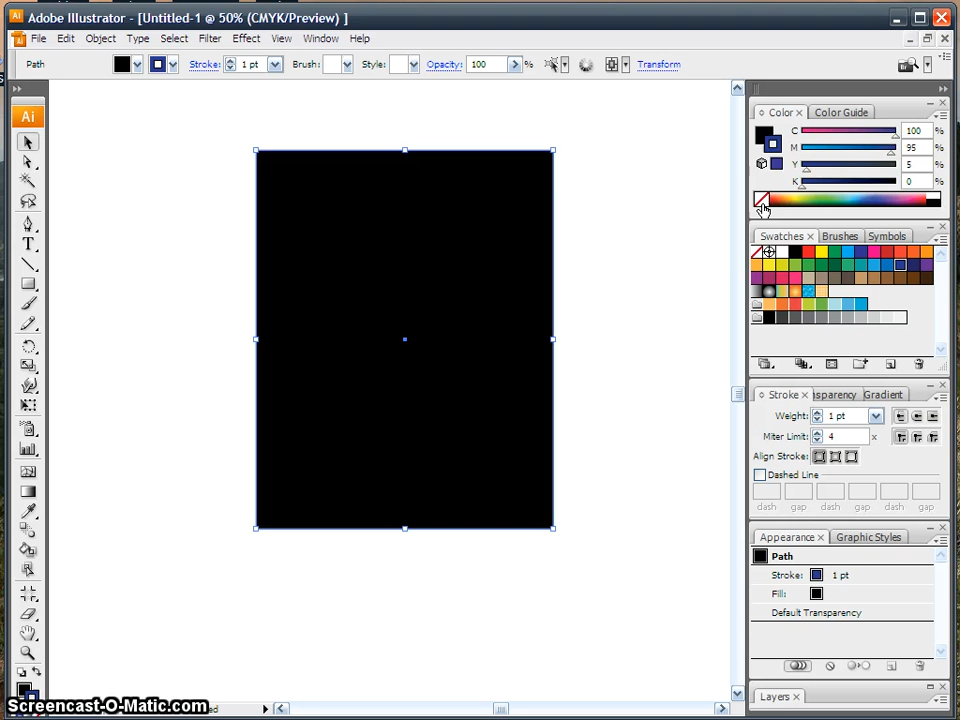 Adobe Illustrator - [Untitled-1 @ 50% (CMYK/Preview) ]
File Edit Object Type Select Filter Effect View Window Help
Path Stroke: 1 pt Brush: Style: Opacity: 100 % Transform
Ai
T
Color Color Guide
C 100 %
M 95 %
Y 5 %
K 0 %
Swatches Brushes Symbols
Stroke nsparency Gradient
Weight: 1 pt
Miter Limit: 4 x
Align Stroke:
Dashed Line
dash gap dash gap dash gap
Appearance Graphic Styles
Path
Stroke: 1 pt
Fill:
Default Transparency
Layers
Screencast-O-Matic.com